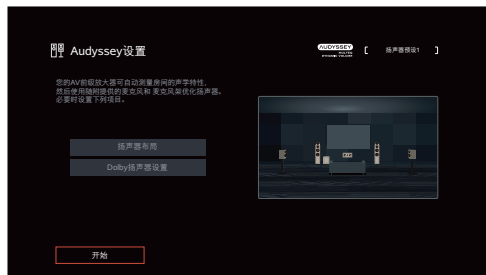 Audyssey设置
AUDYSSEY
MULTEQ
DYNAMIC VOLUME
[ 扬声器预设1 ]
您的AV前级放大器可自动测量房间的声学特性,
然后使用随附提供的麦克风和 麦克风架优化扬声器。
必要时设置下列项目。
扬声器布局
Dolby扬声器设置
开始